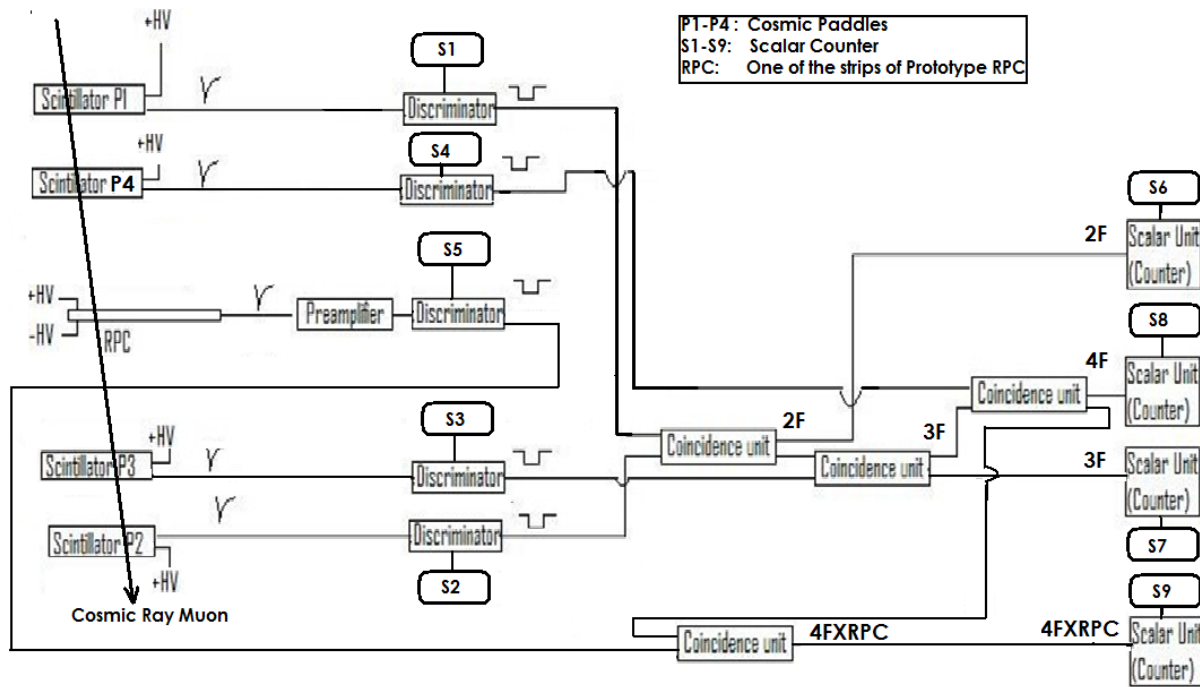 P1-P4 : Cosmic Paddles
S1-S9: Scalar Counter
RPC: One of the strips of Prototype RPC
+HV
S1
Scintillator P1
Discriminator
+HV
S4
Scintillator P4
Discriminator
S6
2F
Scalar Unit
(Counter)
S5
+HV
-HV
RPC
Preamplifier
Discriminator
S8
4F
Scalar Unit
(Counter)
Coincidence unit
S3
2F
3F
+HV
Scintillator P3
Discriminator
Coincidence unit
Coincidence unit
3F
Scalar Unit
(Counter)
S7
Scintillator P2
Discriminator
+HV
S2
Cosmic Ray Muon
S9
Coincidence unit
4FXRPC
4FXRPC
Scalar Unit
(Counter)